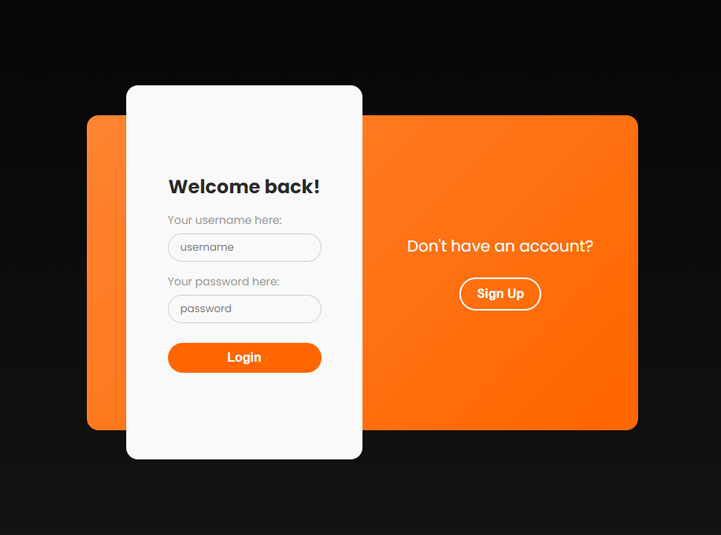 Welcome back!
Your username here:
username
Your password here:
password
Login
Don't have an account?
Sign Up